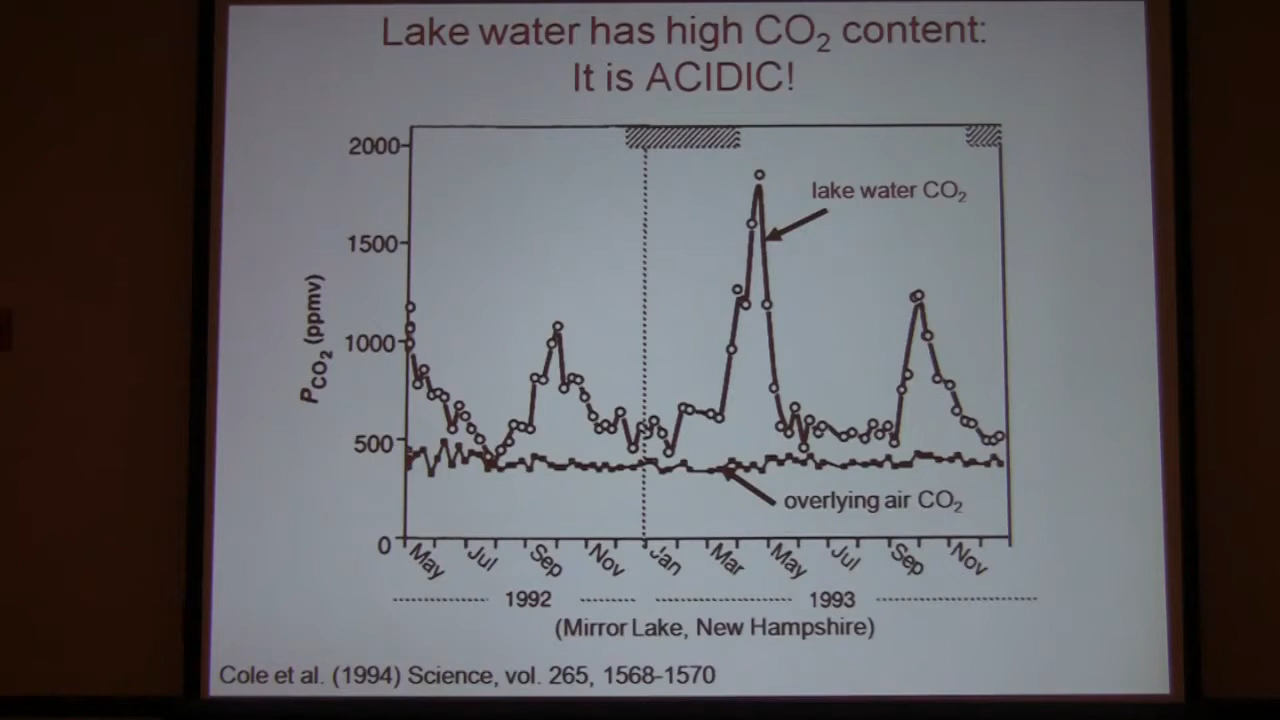 Lake water has high CO₂ content:
It is ACIDIC!
2000
1500
1000
500
0
P_CO₂ (ppmv)
lake water CO₂
overlying air CO₂
May
Jul
Sep
Nov
Jan
Mar
May
Jul
Sep
Nov
1992
1993
(Mirror Lake, New Hampshire)
Cole et al. (1994) Science, vol. 265, 1568-1570